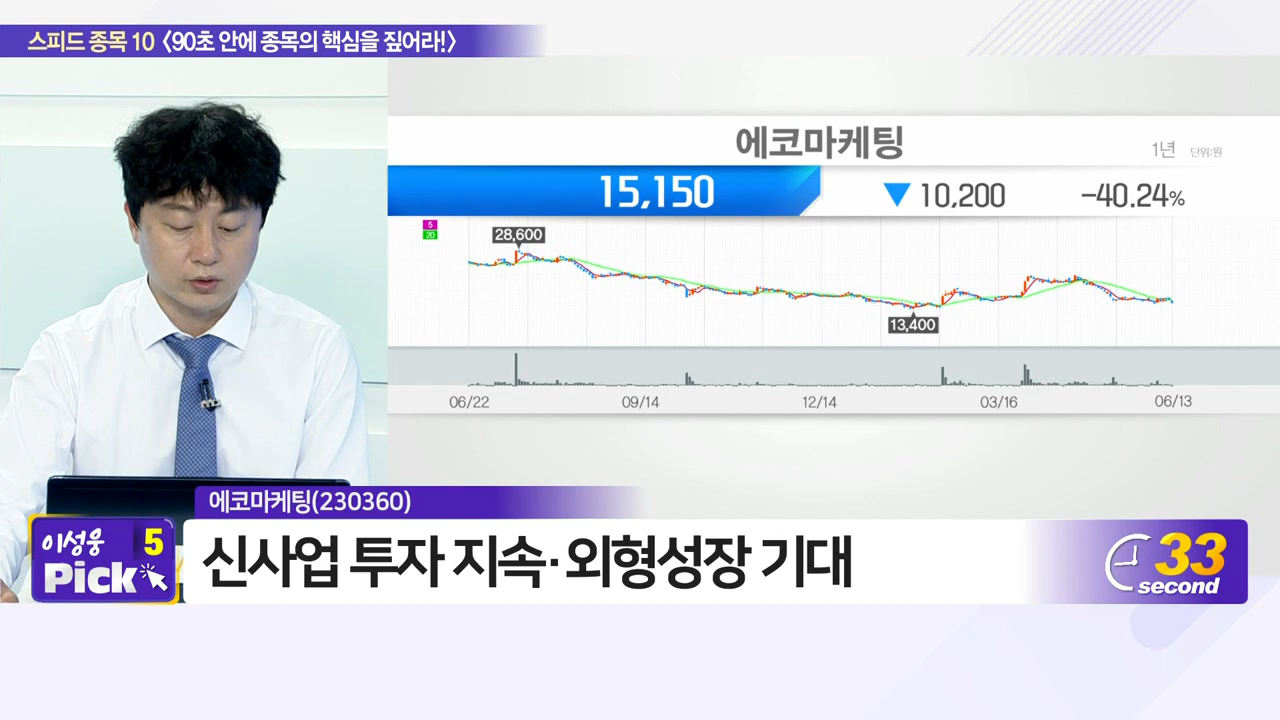 스피드 종목 10 〈90초 안에 종목의 핵심을 짚어라!〉
에코마케팅
1년 단위:원
15,150 ▼ 10,200 -40.24%
5
20
28,600
13,400
06/22 09/14 12/14 03/16 06/13
에코마케팅(230360)
이성웅 5
Pick
신사업 투자 지속·외형성장 기대
33
second